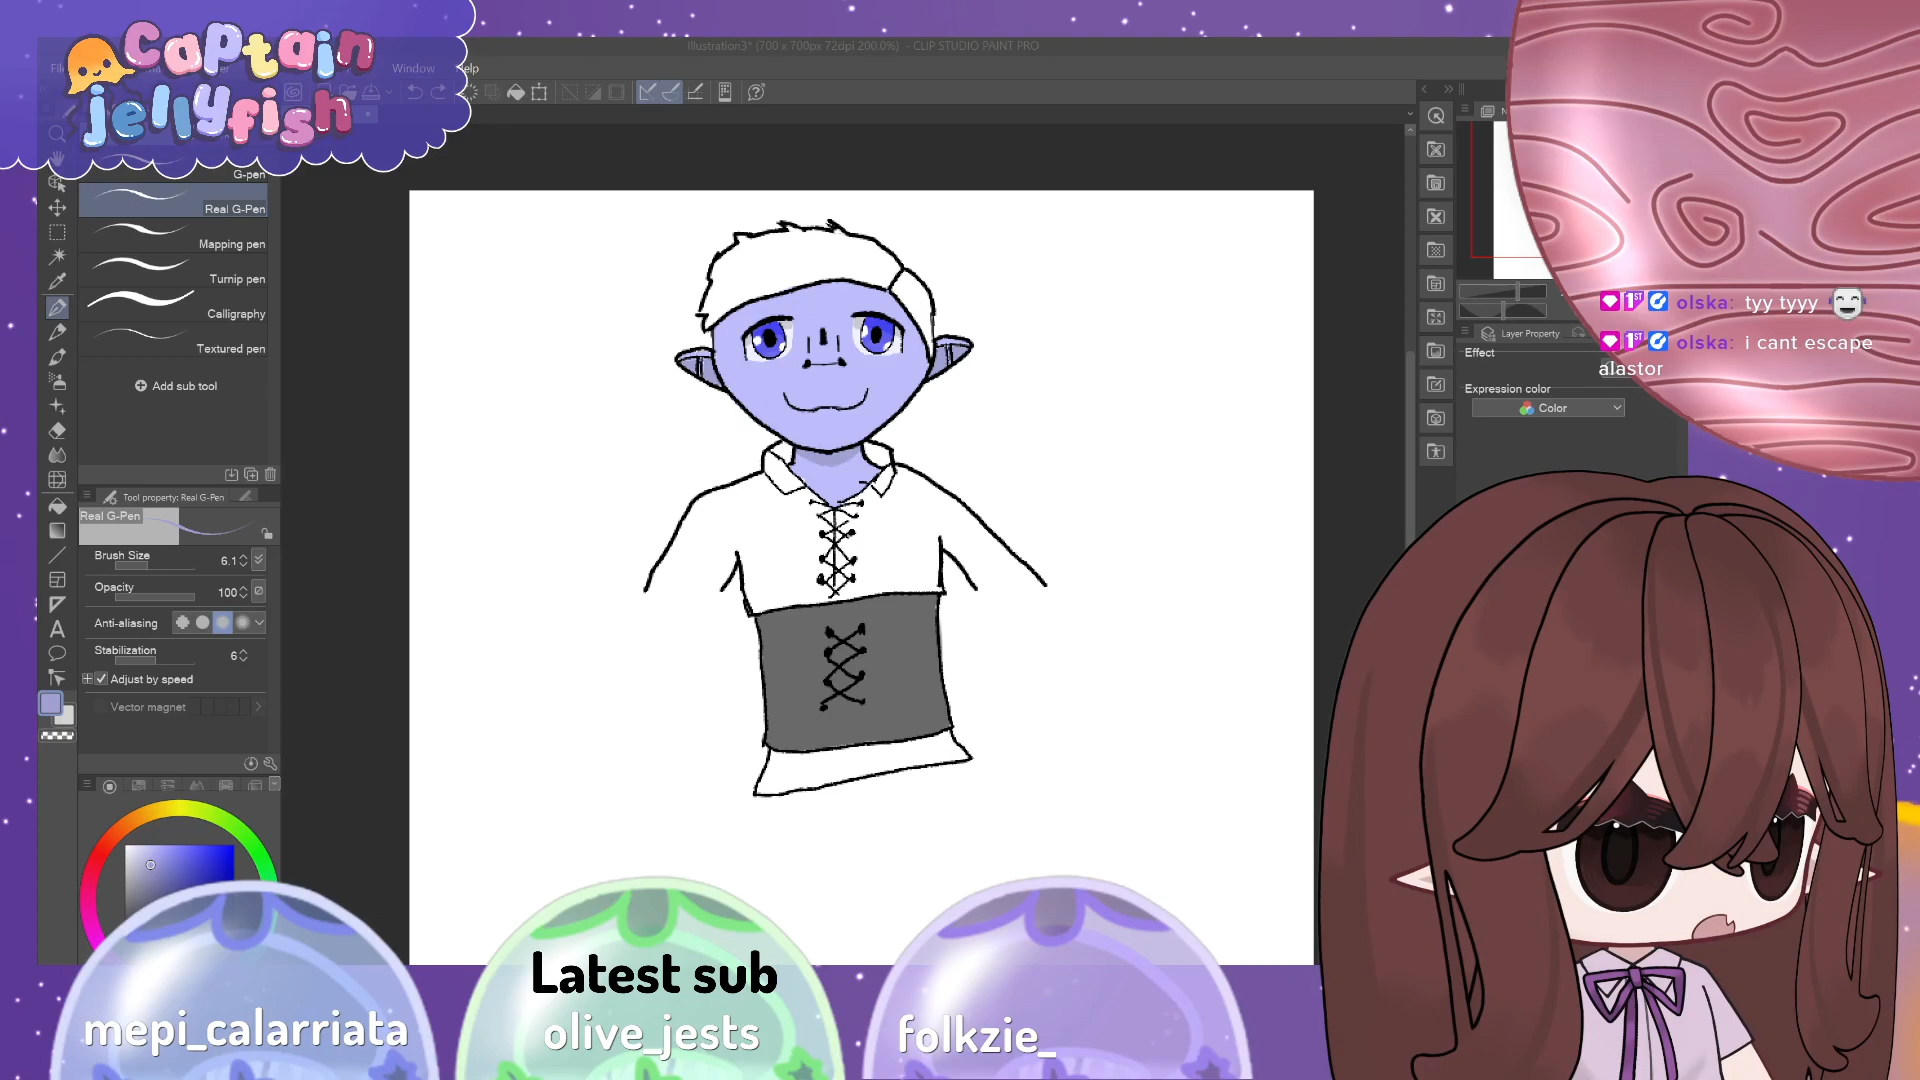 Captain
jellyfish
Illustration3* (700 x 700px 72dpi 200.0%) - CLIP STUDIO PAINT PRO
Window
G-pen
Real G-Pen
Mapping pen
Turnip pen
Calligraphy
Textured pen
Add sub tool
Tool property: Real G-Pen
Real G-Pen
Brush Size 6.1
Opacity 100
Anti-aliasing
Stabilization 6
Adjust by speed
Vector magnet
Layer Property
Effect
Expression color
Color
1ST olska: tyy tyyy
1ST olska: i cant escape
alastor
mepi_calarriata
Latest sub
olive_jests
folkzie_